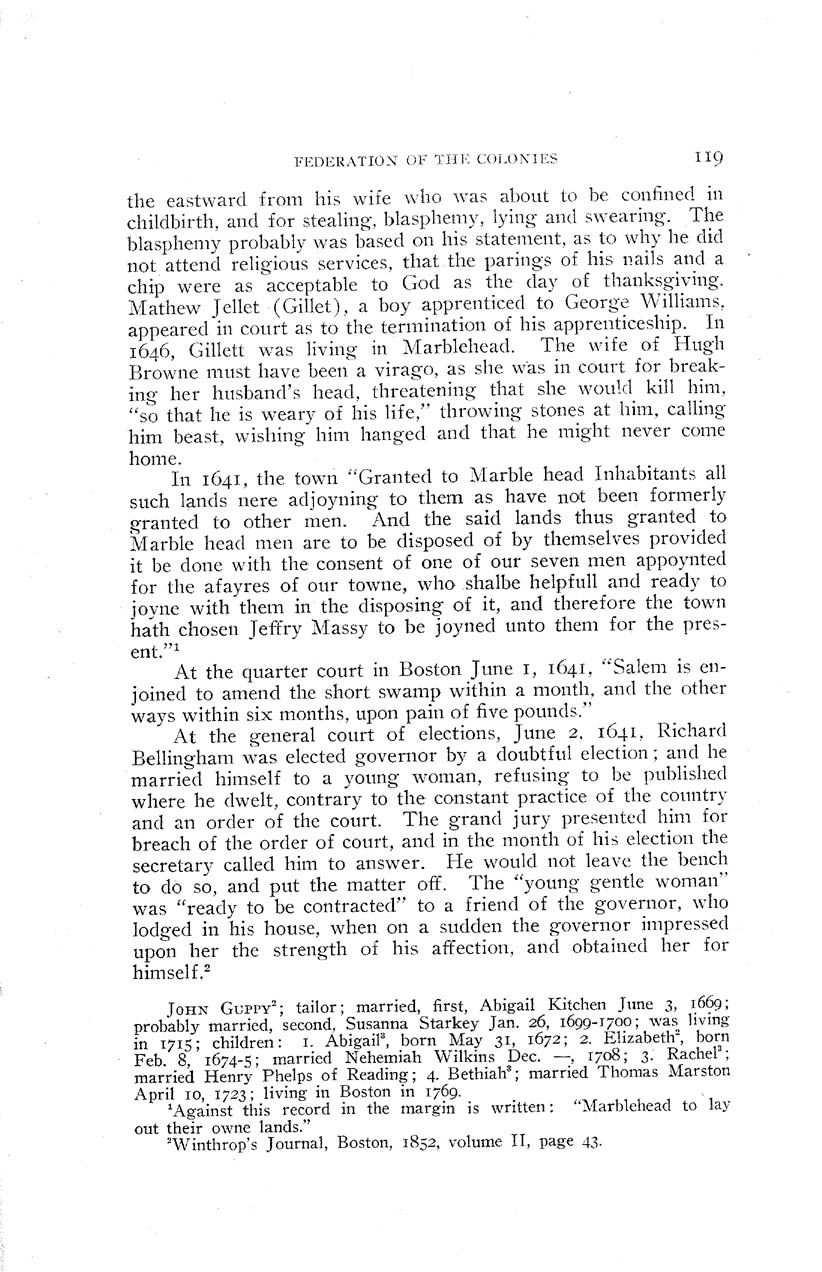 FEDERATION OF THE COLONIES 119
the eastward from his wife who was about to be confined in
childbirth, and for stealing, blasphemy, lying and swearing. The
blasphemy probably was based on his statement, as to why he did
not attend religious services, that the parings of his nails and a
chip were as acceptable to God as the day of thanksgiving.
Mathew Jellet (Gillet), a boy apprenticed to George Williams,
appeared in court as to the termination of his apprenticeship. In
1646, Gillett was living in Marblehead. The wife of Hugh
Browne must have been a virago, as she was in court for break-
ing her husband's head, threatening that she would kill him,
"so that he is weary of his life," throwing stones at him, calling
him beast, wishing him hanged and that he might never come
home.
In 1641, the town "Granted to Marble head Inhabitants all
such lands nere adjoyning to them as have not been formerly
granted to other men. And the said lands thus granted to
Marble head men are to be disposed of by themselves provided
it be done with the consent of one of our seven men appoynted
for the afayres of our towne, who shalbe helpfull and ready to
joyne with them in the disposing of it, and therefore the town
hath chosen Jeffry Massy to be joyned unto them for the pres-
ent."¹
At the quarter court in Boston June 1, 1641, "Salem is en-
joined to amend the short swamp within a month, and the other
ways within six months, upon pain of five pounds."
At the general court of elections, June 2, 1641, Richard
Bellingham was elected governor by a doubtful election; and he
married himself to a young woman, refusing to be published
where he dwelt, contrary to the constant practice of the country
and an order of the court. The grand jury presented him for
breach of the order of court, and in the month of his election the
secretary called him to answer. He would not leave the bench
to do so, and put the matter off. The "young gentle woman"
was "ready to be contracted" to a friend of the governor, who
lodged in his house, when on a sudden the governor impressed
upon her the strength of his affection, and obtained her for
himself.²
JOHN GUPPY²; tailor; married, first, Abigail Kitchen June 3, 1669;
probably married, second, Susanna Starkey Jan. 26, 1699-1700; was living
in 1715; children: 1. Abigail³, born May 31, 1672; 2. Elizabeth², born
Feb. 8, 1674-5; married Nehemiah Wilkins Dec. —, 1708; 3. Rachel³;
married Henry Phelps of Reading; 4. Bethiah³; married Thomas Marston
April 10, 1723; living in Boston in 1769.
¹Against this record in the margin is written: "Marblehead to lay
out their owne lands."
²Winthrop's Journal, Boston, 1852, volume II, page 43.